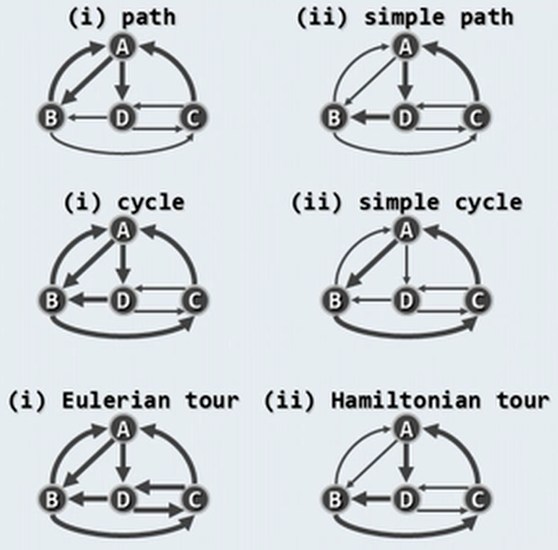 (i) path
(ii) simple path
A
A
B
D
C
B
D
C
(i) cycle
(ii) simple cycle
A
A
B
D
C
B
D
C
(i) Eulerian tour
(ii) Hamiltonian tour
A
A
B
D
C
B
D
C